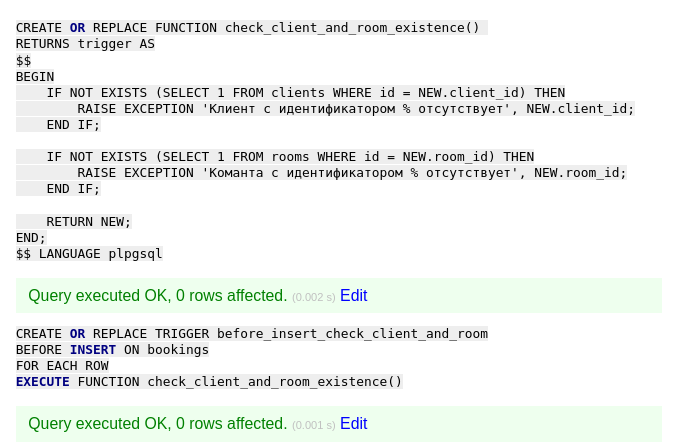 CREATE OR REPLACE FUNCTION check_client_and_room_existence()
RETURNS trigger AS
$$
BEGIN
    IF NOT EXISTS (SELECT 1 FROM clients WHERE id = NEW.client_id) THEN
        RAISE EXCEPTION 'Клиент с идентификатором % отсутствует', NEW.client_id;
    END IF;

    IF NOT EXISTS (SELECT 1 FROM rooms WHERE id = NEW.room_id) THEN
        RAISE EXCEPTION 'Команта с идентификатором % отсутствует', NEW.room_id;
    END IF;

    RETURN NEW;
END;
$$ LANGUAGE plpgsql
Query executed OK, 0 rows affected. (0.002 s) Edit
CREATE OR REPLACE TRIGGER before_insert_check_client_and_room
BEFORE INSERT ON bookings
FOR EACH ROW
EXECUTE FUNCTION check_client_and_room_existence()
Query executed OK, 0 rows affected. (0.001 s) Edit